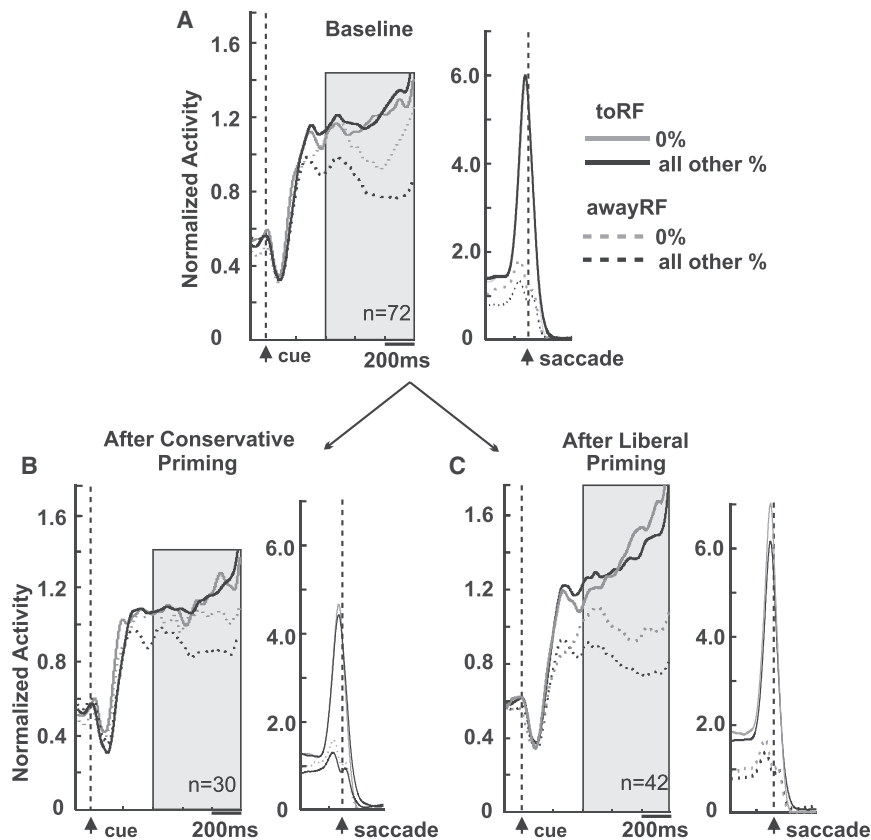 A
Baseline
Normalized Activity
1.6
1.2
0.8
0.4
0
n=72
cue
200ms
6.0
4.0
2.0
0
saccade
toRF
0%
all other %
awayRF
0%
all other %
B
After Conservative
Priming
Normalized Activity
1.6
1.2
0.8
0.4
0
n=30
cue
200ms
4.0
2.0
0
saccade
C
After Liberal
Priming
1.6
1.2
0.8
0.4
0
n=42
cue
200ms
6.0
4.0
2.0
0
saccade